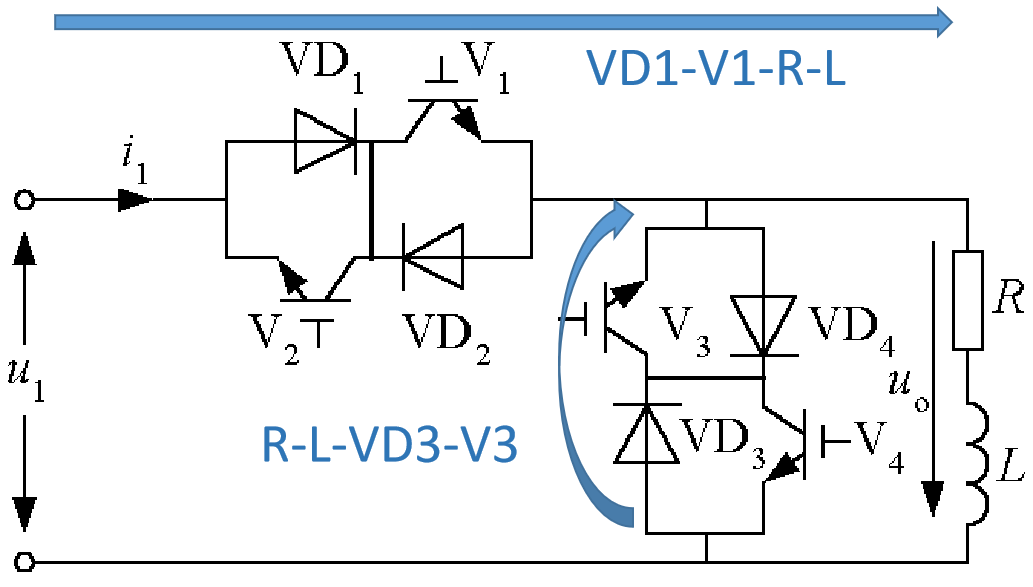 VD1-V1-R-L
VD₁
V₁
i₁
V₂
VD₂
u₁
V₃
VD₄
R
uₒ
R-L-VD3-V3
VD₃
V₄
L